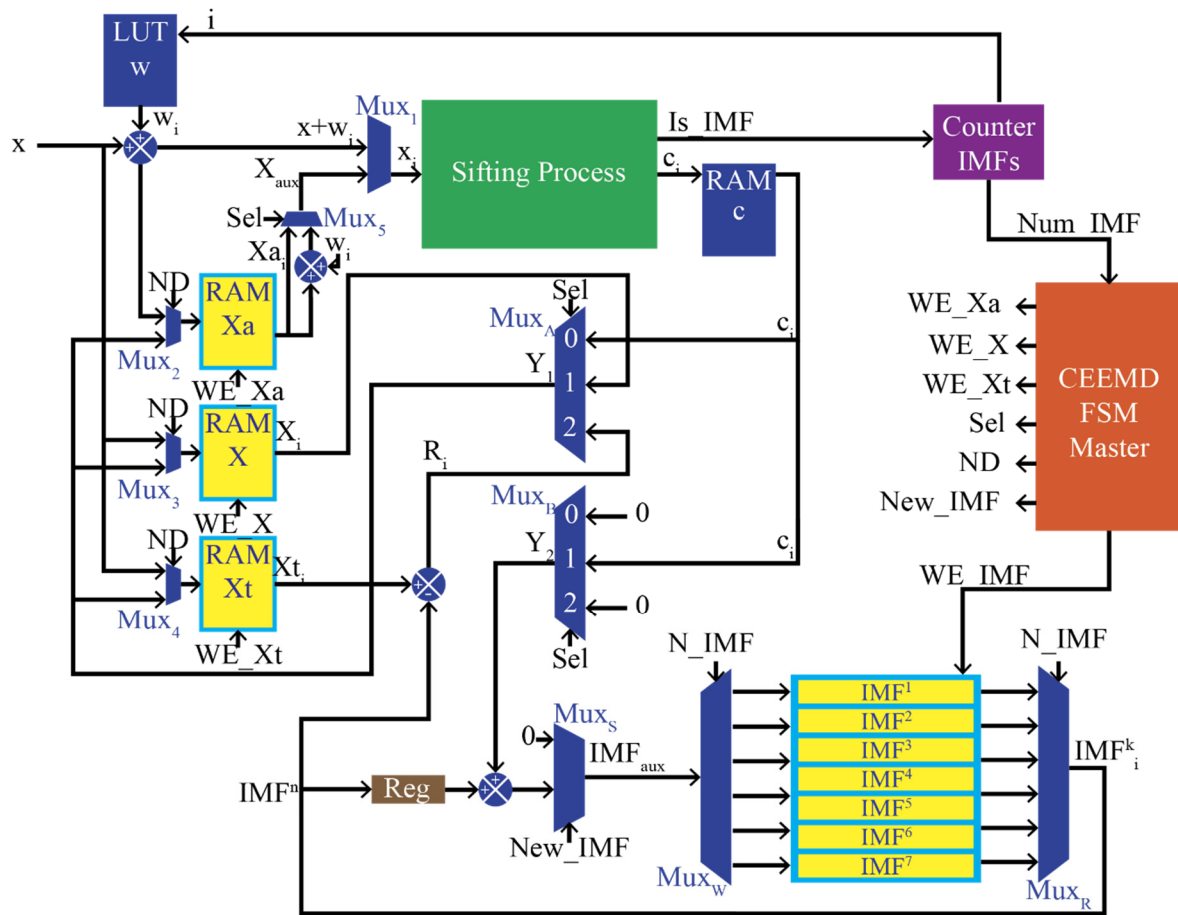 LUT
w
i
w_i
x
x+w_i
Mux_1
x_i
Sifting Process
Is_IMF
c_i
RAM
c
Counter
IMFs
Num_IMF
X_aux
Sel
Mux_5
Xa_i
w_i
+
+
+
+
ND
RAM
Xa
Mux_2
WE_Xa
ND
RAM
X
X_i
Mux_3
WE_X
ND
RAM
Xt
Xt_i
Mux_4
WE_Xt
Sel
Mux_A
0
1
2
Y_1
c_i
R_i
+
-
Mux_B
0
1
2
0
0
Y_2
c_i
Sel
WE_Xa
WE_X
WE_Xt
Sel
ND
New_IMF
CEEMD
FSM
Master
WE_IMF
N_IMF
N_IMF
IMF^n
Reg
+
+
0
Mux_S
New_IMF
IMF_aux
Mux_W
IMF^1
IMF^2
IMF^3
IMF^4
IMF^5
IMF^6
IMF^7
Mux_R
IMF^k_i